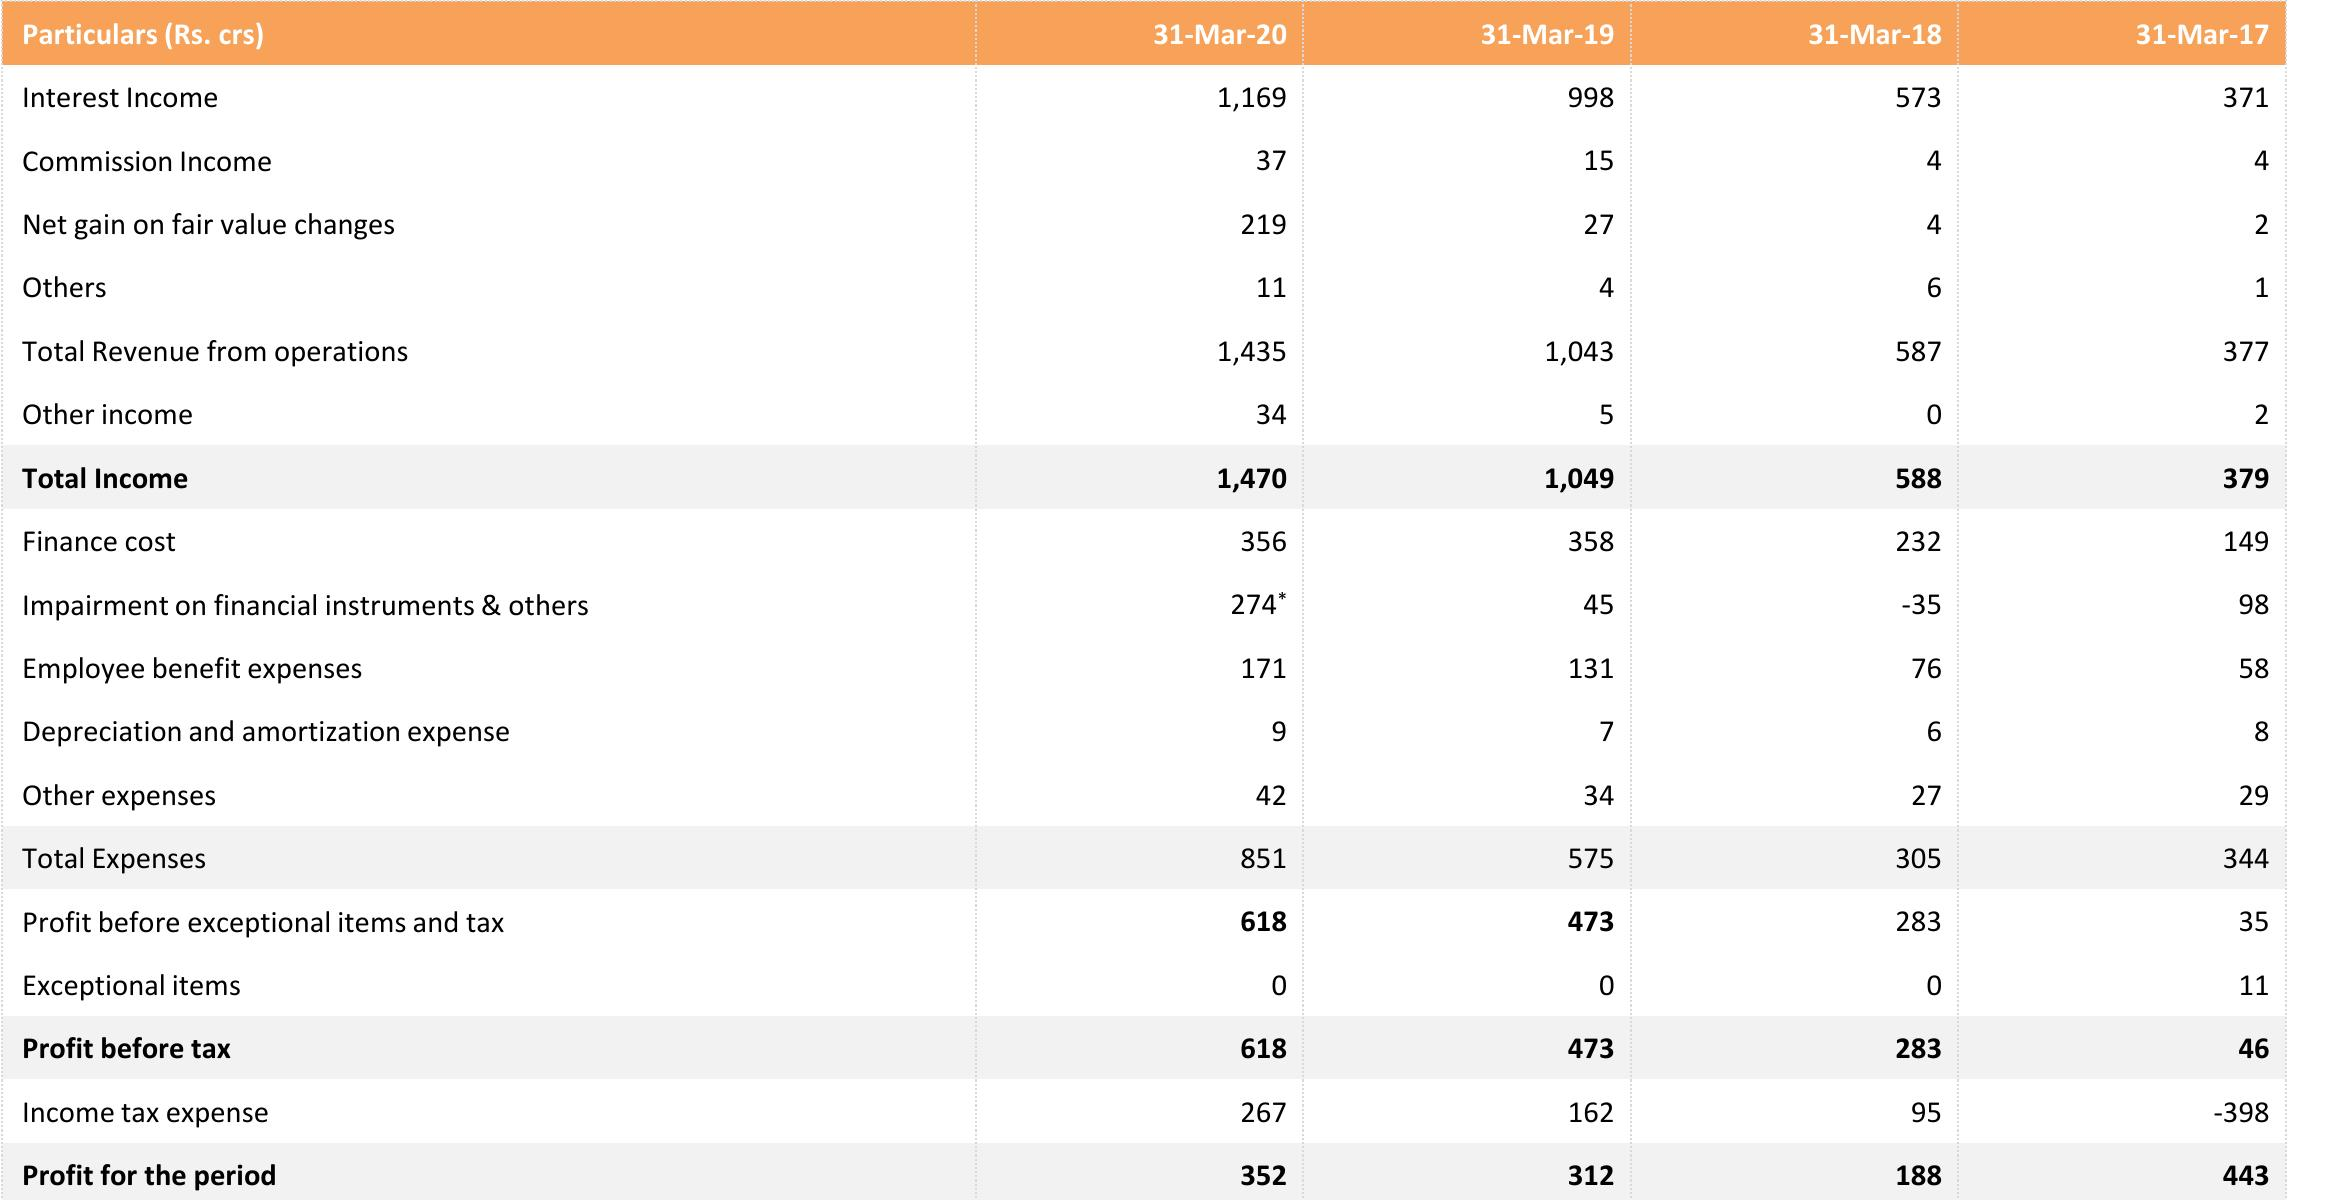 Particulars (Rs. crs) 31-Mar-20 31-Mar-19 31-Mar-18 31-Mar-17
Interest Income 1,169 998 573 371
Commission Income 37 15 4 4
Net gain on fair value changes 219 27 4 2
Others 11 4 6 1
Total Revenue from operations 1,435 1,043 587 377
Other income 34 5 0 2
Total Income 1,470 1,049 588 379
Finance cost 356 358 232 149
Impairment on financial instruments & others 274* 45 -35 98
Employee benefit expenses 171 131 76 58
Depreciation and amortization expense 9 7 6 8
Other expenses 42 34 27 29
Total Expenses 851 575 305 344
Profit before exceptional items and tax 618 473 283 35
Exceptional items 0 0 0 11
Profit before tax 618 473 283 46
Income tax expense 267 162 95 -398
Profit for the period 352 312 188 443